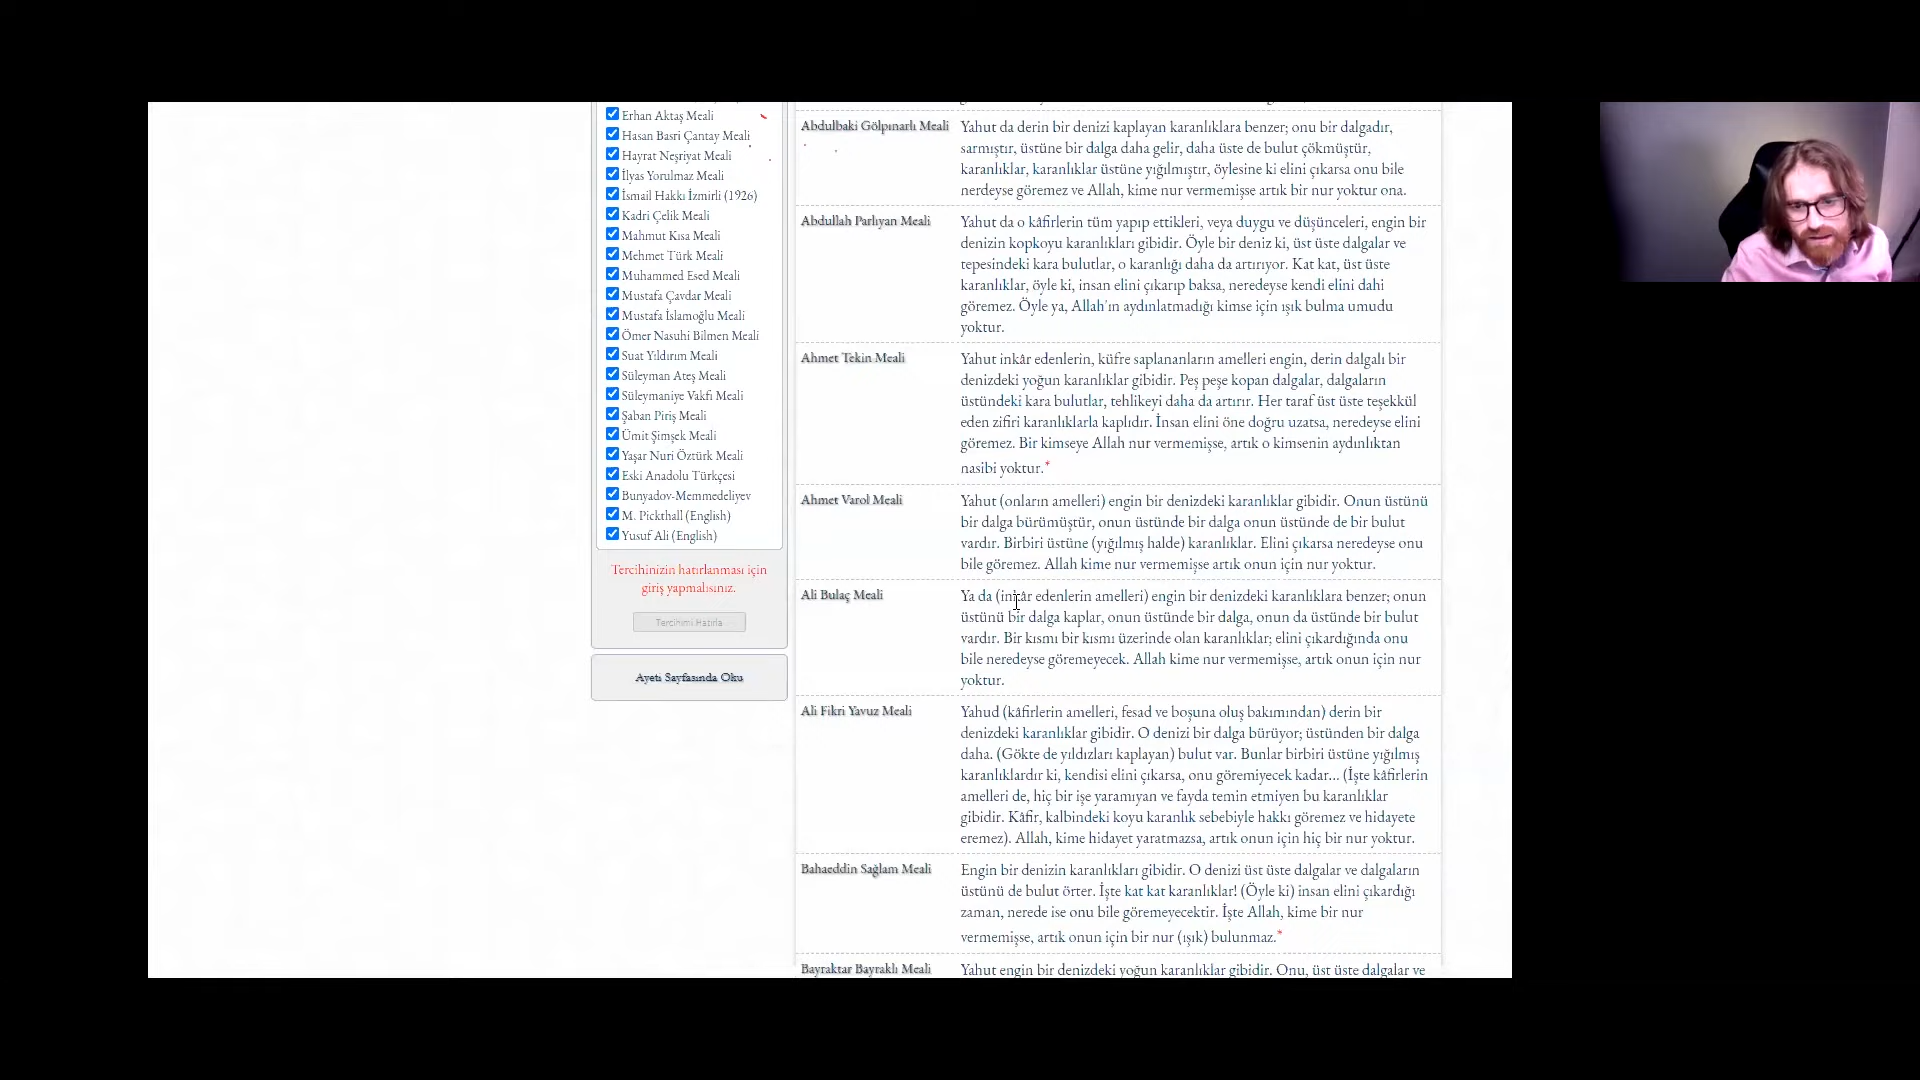 Erhan Aktaş Meali
Hasan Basri Çantay Meali
Hayrat Neşriyat Meali
İlyas Yorulmaz Meali
İsmail Hakkı İzmirli (1926)
Kadri Çelik Meali
Mahmut Kısa Meali
Mehmet Türk Meali
Muhammed Esed Meali
Mustafa Çavdar Meali
Mustafa İslamoğlu Meali
Ömer Nasuhi Bilmen Meali
Suat Yıldırım Meali
Süleyman Ateş Meali
Süleymaniye Vakfı Meali
Şaban Piriş Meali
Ümit Şimşek Meali
Yaşar Nuri Öztürk Meali
Eski Anadolu Türkçesi
Bunyadov-Memmedeliyev
M. Pickthall (English)
Yusuf Ali (English)
Tercihinizin hatırlanması için
giriş yapmalısınız.
Tercihimi Hatırla
Ayeti Sayfasında Oku
Abdulbaki Gölpınarlı Meali
Yahut da derin bir denizi kaplayan karanlıklara benzer; onu bir dalgadır,
sarmıştır, üstüne bir dalga daha gelir, daha üste de bulut çökmüştür,
karanlıklar, karanlıklar üstüne yığılmıştır, öylesine ki elini çıkarsa onu bile
nerdeyse göremez ve Allah, kime nur vermemişse artık bir nur yoktur ona.
Abdullah Parlıyan Meali
Yahut da o kâfirlerin tüm yapıp ettikleri, veya duygu ve düşünceleri, engin bir
denizin kopkoyu karanlıkları gibidir. Öyle bir deniz ki, üst üste dalgalar ve
tepesindeki kara bulutlar, o karanlığı daha da artırıyor. Kat kat, üst üste
karanlıklar, öyle ki, insan elini çıkarıp baksa, neredeyse kendi elini dahi
göremez. Öyle ya, Allah'ın aydınlatmadığı kimse için ışık bulma umudu
yoktur.
Ahmet Tekin Meali
Yahut inkâr edenlerin, küfre saplananların amelleri engin, derin dalgalı bir
denizdeki yoğun karanlıklar gibidir. Peş peşe kopan dalgalar, dalgaların
üstündeki kara bulutlar, tehlikeyi daha da artırır. Her taraf üst üste teşekkül
eden zifiri karanlıklarla kaplıdır. İnsan elini öne doğru uzatsa, neredeyse elini
göremez. Bir kimseye Allah nur vermemişse, artık o kimsenin aydınlıktan
nasibi yoktur.*
Ahmet Varol Meali
Yahut (onların amelleri) engin bir denizdeki karanlıklar gibidir. Onun üstünü
bir dalga bürümüştür, onun üstünde bir dalga onun üstünde de bir bulut
vardır. Birbiri üstüne (yığılmış halde) karanlıklar. Elini çıkarsa neredeyse onu
bile göremez. Allah kime nur vermemişse artık onun için nur yoktur.
Ali Bulaç Meali
Ya da (inkâr edenlerin amelleri) engin bir denizdeki karanlıklara benzer; onun
üstünü bir dalga kaplar, onun üstünde bir dalga, onun da üstünde bir bulut
vardır. Bir kısmı bir kısmı üzerinde olan karanlıklar; elini çıkardığında onu
bile neredeyse göremeyecek. Allah kime nur vermemişse, artık onun için nur
yoktur.
Ali Fikri Yavuz Meali
Yahud (kâfirlerin amelleri, fesad ve boşuna oluş bakımından) derin bir
denizdeki karanlıklar gibidir. O denizi bir dalga bürüyor; üstünden bir dalga
daha. (Gökte de yıldızları kaplayan) bulut var. Bunlar birbiri üstüne yığılmış
karanlıklardır ki, kendisi elini çıkarsa, onu göremiyecek kadar... (İşte kâfirlerin
amelleri de, hiç bir işe yaramıyan ve fayda temin etmiyen bu karanlıklar
gibidir. Kâfir, kalbindeki koyu karanlık sebebiyle hakkı göremez ve hidayete
eremez). Allah, kime hidayet yaratmazsa, artık onun için hiç bir nur yoktur.
Bahaeddin Sağlam Meali
Engin bir denizin karanlıkları gibidir. O denizi üst üste dalgalar ve dalgaların
üstünü de bulut örter. İşte kat kat karanlıklar! (Öyle ki) insan elini çıkardığı
zaman, nerede ise onu bile göremeyecektir. İşte Allah, kime bir nur
vermemişse, artık onun için bir nur (ışık) bulunmaz.*
Bayraktar Bayraklı Meali
Yahut engin bir denizdeki yoğun karanlıklar gibidir. Onu, üst üste dalgalar ve